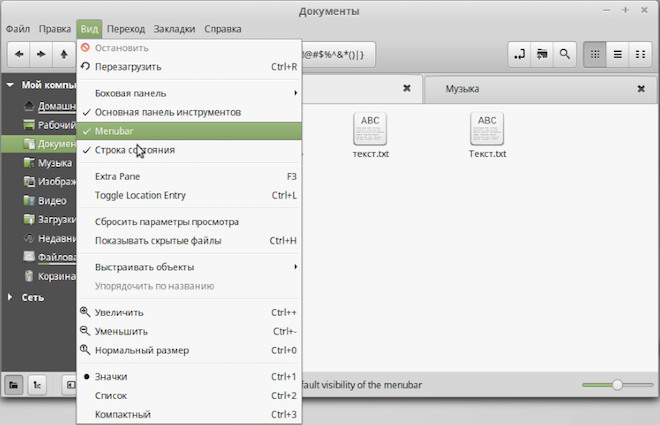 Документы
Файл Правка Вид Переход Закладки Справка
Остановить
Перезагрузить Ctrl+R
@#$%^&*()|}
Мой компь
Боковая панель
Музыка
Домашн
Основная панель инструментов
Рабочий
Menubar
ABC
ABC
Докумен
Строка состояния
текст.txt
Текст.txt
Музыка
Изображ
Extra Pane F3
Видео
Toggle Location Entry Ctrl+L
Загрузки
Сбросить параметры просмотра
Недавни
Показывать скрытые файлы Ctrl+H
Файлова
Корзина
Выстраивать объекты
Упорядочить по названию
Сеть
Увеличить Ctrl++
Уменьшить Ctrl+-
Нормальный размер Ctrl+0
Значки Ctrl+1
fault visibility of the menubar
Список Ctrl+2
Компактный Ctrl+3